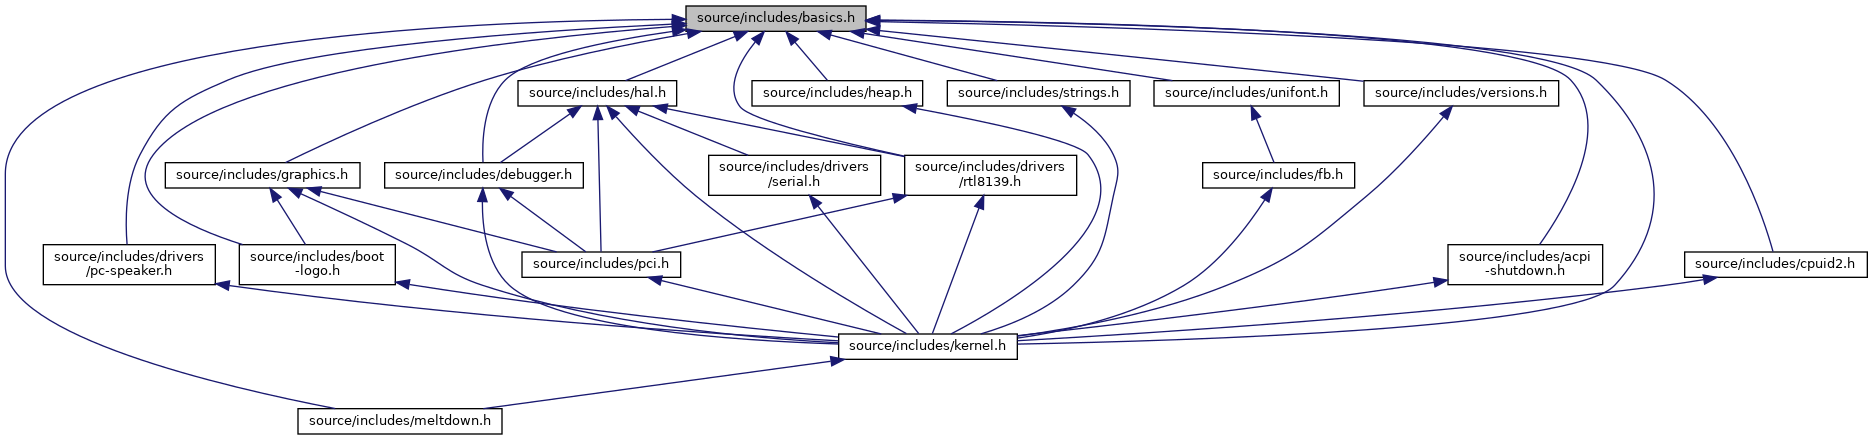 source/includes/basics.h
source/includes/hal.h
source/includes/heap.h
source/includes/strings.h
source/includes/unifont.h
source/includes/versions.h
source/includes/graphics.h
source/includes/debugger.h
source/includes/drivers
/serial.h
source/includes/drivers
/rtl8139.h
source/includes/fb.h
source/includes/drivers
/pc-speaker.h
source/includes/boot
-logo.h
source/includes/pci.h
source/includes/acpi
-shutdown.h
source/includes/cpuid2.h
source/includes/kernel.h
source/includes/meltdown.h